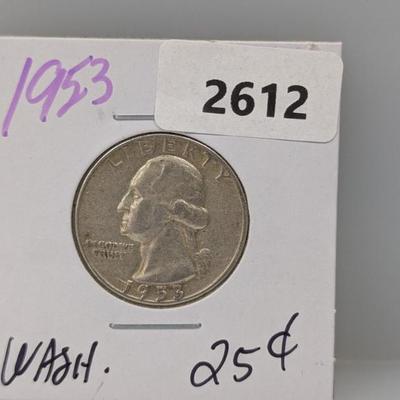 1953
2612
LIBERTY
IN GOD WE
TRUST
1953
WASH.
25¢